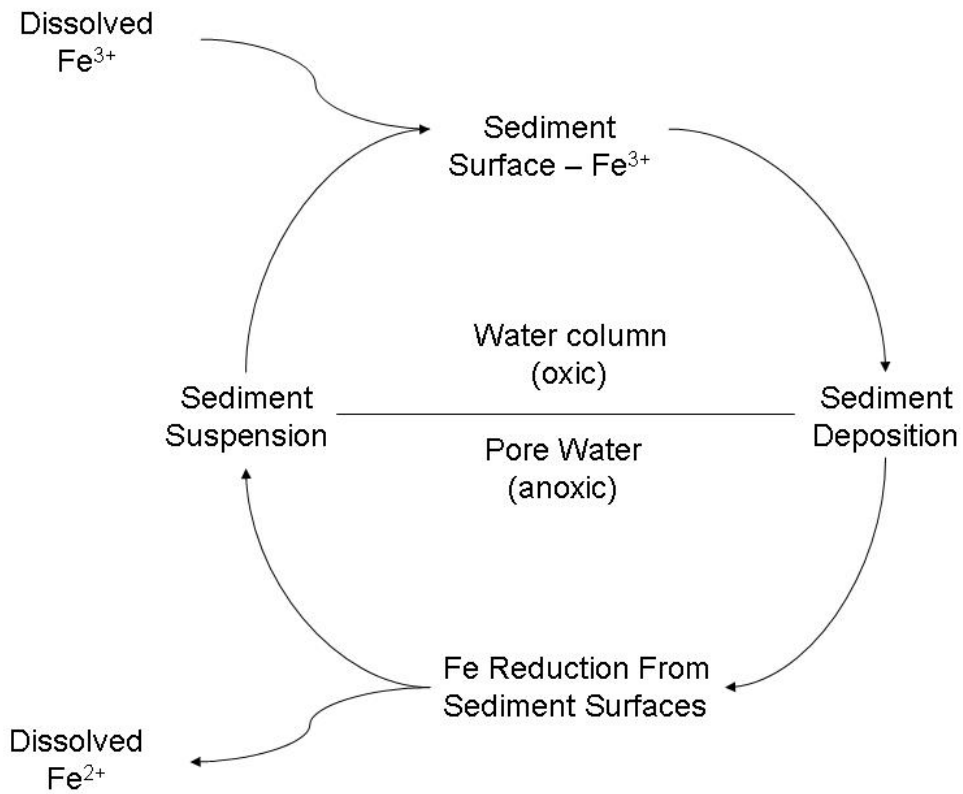 Dissolved
Fe³⁺
Sediment
Surface – Fe³⁺
Water column
(oxic)
Sediment
Suspension
Sediment
Deposition
Pore Water
(anoxic)
Fe Reduction From
Sediment Surfaces
Dissolved
Fe²⁺